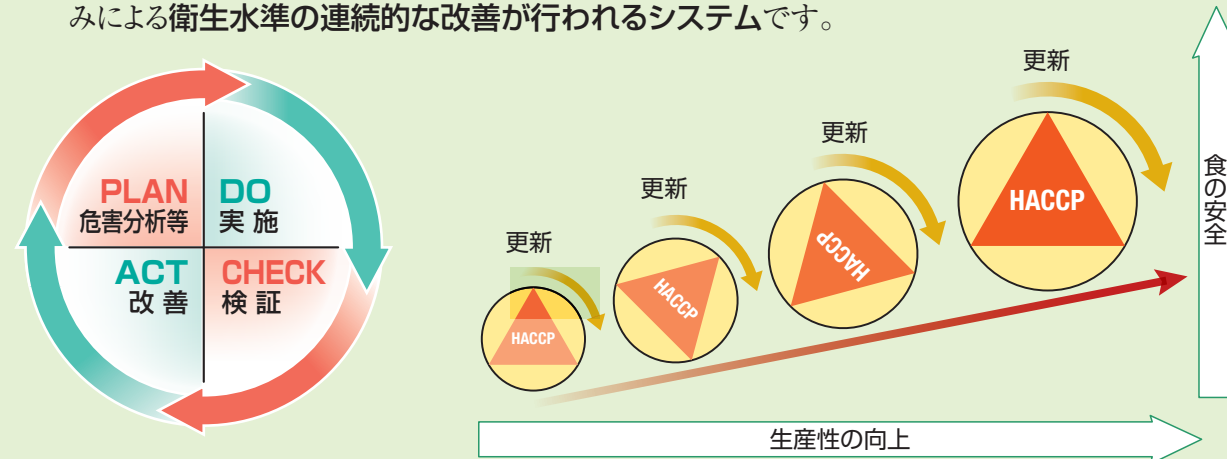 みによる衛生水準の連続的な改善が行われるシステムです。
PLAN
危害分析等
DO
実 施
ACT
改 善
CHECK
検 証
更新
HACCP
更新
HACCP
更新
HACCP
更新
HACCP
食の安全
生産性の向上